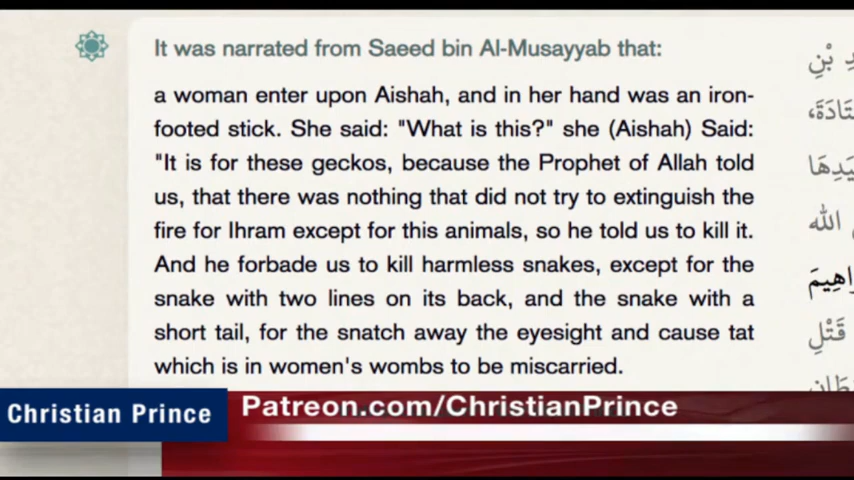 It was narrated from Saeed bin Al-Musayyab that:
a woman enter upon Aishah, and in her hand was an iron-
footed stick. She said: "What is this?" she (Aishah) Said:
"It is for these geckos, because the Prophet of Allah told
us, that there was nothing that did not try to extinguish the
fire for Ihram except for this animals, so he told us to kill it.
And he forbade us to kill harmless snakes, except for the
snake with two lines on its back, and the snake with a
short tail, for the snatch away the eyesight and cause tat
which is in women's wombs to be miscarried.
بْنِ
الله
قَتْلِ
Christian Prince
Patreon.com/ChristianPrince